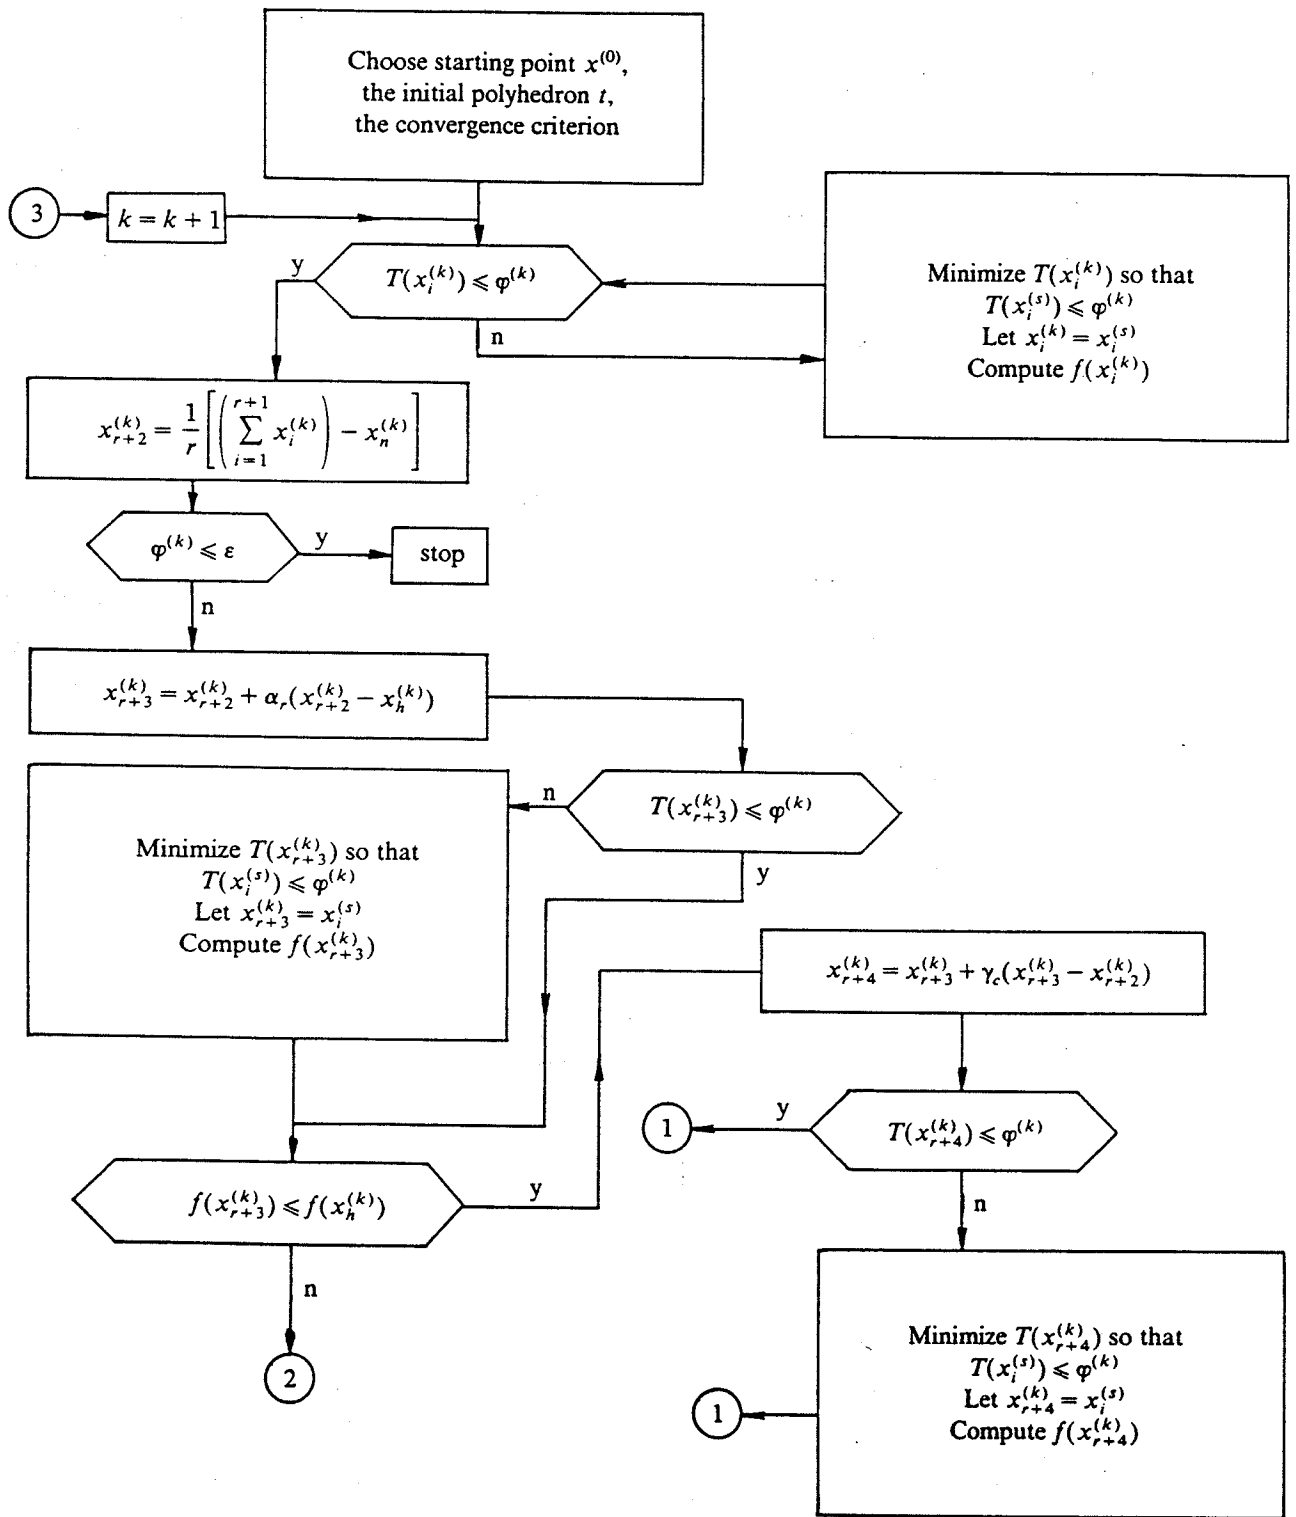 Choose starting point x^(0),
the initial polyhedron t,
the convergence criterion
3
k = k + 1
T(x_i^(k)) ⩽ φ^(k)
y
n
Minimize T(x_i^(k)) so that
T(x_i^(s)) ⩽ φ^(k)
Let x_i^(k) = x_i^(s)
Compute f(x_i^(k))
x_{r+2}^(k) = 1/r [(∑_{i=1}^{r+1} x_i^(k)) − x_n^(k)]
φ^(k) ⩽ ε
y
stop
n
x_{r+3}^(k) = x_{r+2}^(k) + α_r(x_{r+2}^(k) − x_h^(k))
T(x_{r+3}^(k)) ⩽ φ^(k)
n
y
Minimize T(x_{r+3}^(k)) so that
T(x_i^(s)) ⩽ φ^(k)
Let x_{r+3}^(k) = x_i^(s)
Compute f(x_{r+3}^(k))
x_{r+4}^(k) = x_{r+3}^(k) + γ_c(x_{r+3}^(k) − x_{r+2}^(k))
T(x_{r+4}^(k)) ⩽ φ^(k)
y
1
n
f(x_{r+3}^(k)) ⩽ f(x_h^(k))
y
n
2
Minimize T(x_{r+4}^(k)) so that
T(x_i^(s)) ⩽ φ^(k)
Let x_{r+4}^(k) = x_i^(s)
Compute f(x_{r+4}^(k))
1